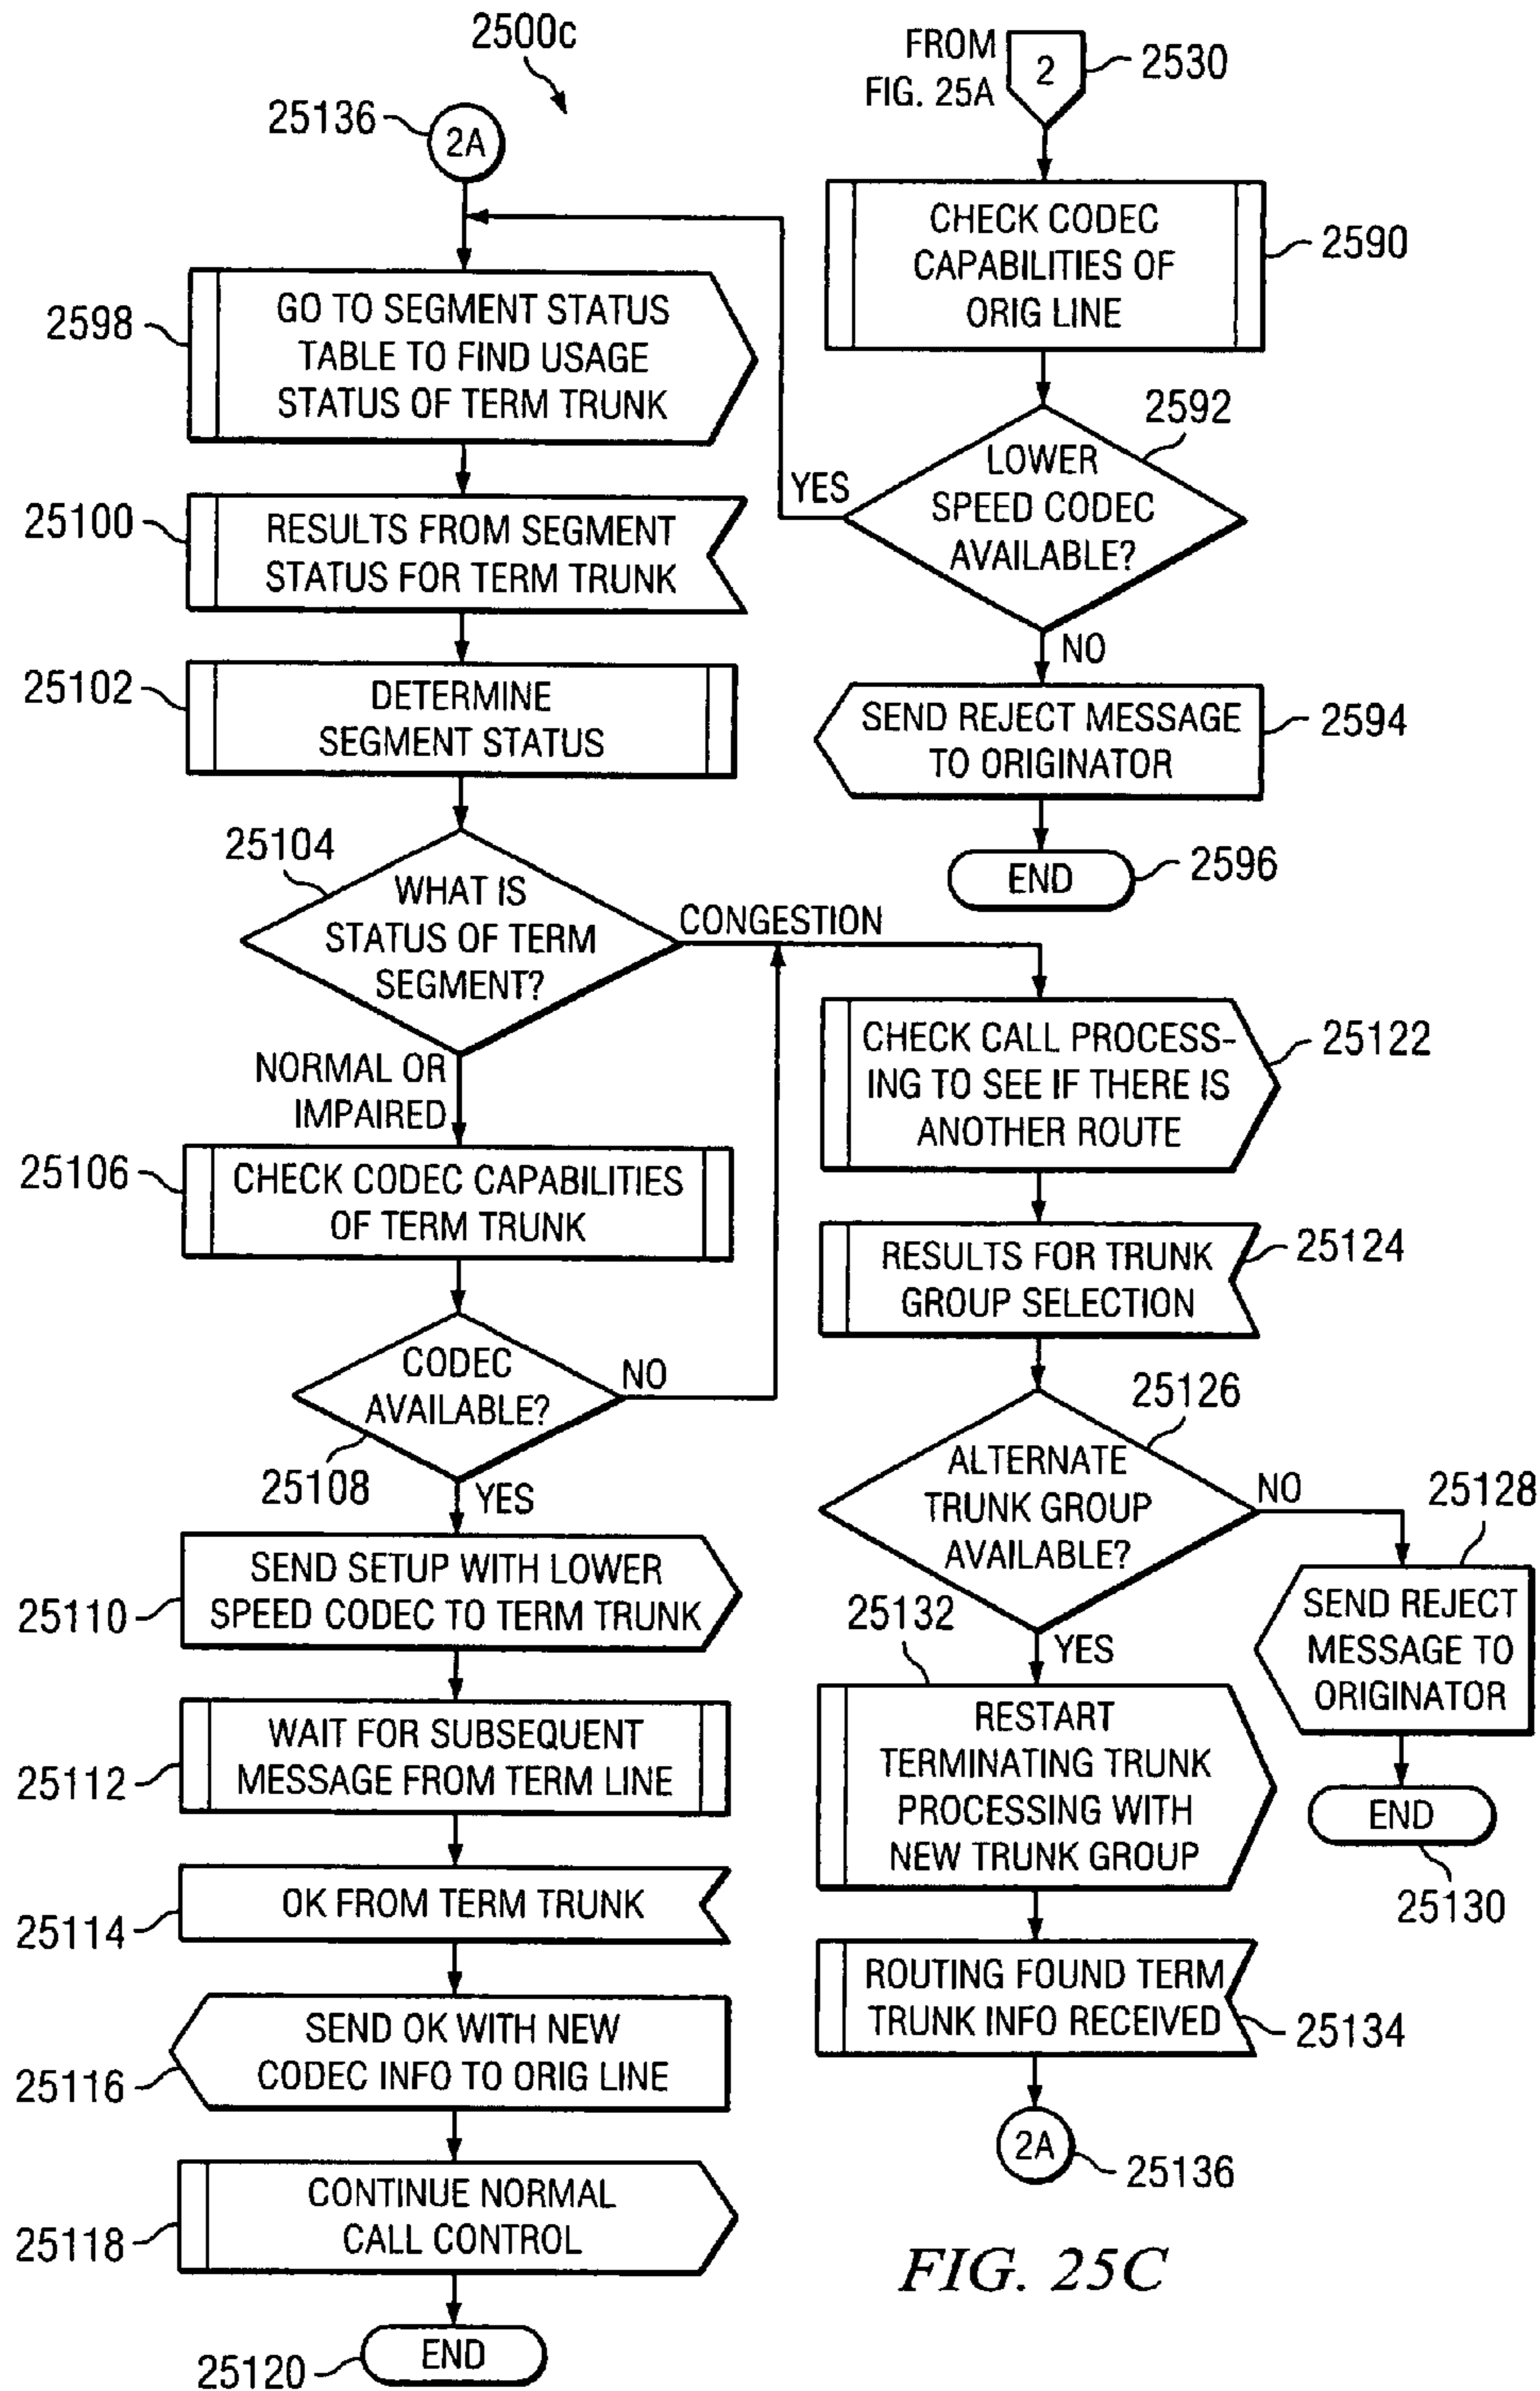 2500c
FROM
FIG. 25A
2
2530
25136
2A
CHECK CODEC
CAPABILITIES OF
ORIG LINE
2590
2598
GO TO SEGMENT STATUS
TABLE TO FIND USAGE
STATUS OF TERM TRUNK
2592
LOWER
SPEED CODEC
AVAILABLE?
YES
NO
25100
RESULTS FROM SEGMENT
STATUS FOR TERM TRUNK
25102
DETERMINE
SEGMENT STATUS
SEND REJECT MESSAGE
TO ORIGINATOR
2594
END
2596
25104
WHAT IS
STATUS OF TERM
SEGMENT?
CONGESTION
NORMAL OR
IMPAIRED
CHECK CALL PROCESS-
ING TO SEE IF THERE IS
ANOTHER ROUTE
25122
25106
CHECK CODEC CAPABILITIES
OF TERM TRUNK
RESULTS FOR TRUNK
GROUP SELECTION
25124
CODEC
AVAILABLE?
NO
25108
YES
25126
ALTERNATE
TRUNK GROUP
AVAILABLE?
NO
25128
YES
25110
SEND SETUP WITH LOWER
SPEED CODEC TO TERM TRUNK
25132
SEND REJECT
MESSAGE TO
ORIGINATOR
25112
WAIT FOR SUBSEQUENT
MESSAGE FROM TERM LINE
RESTART
TERMINATING TRUNK
PROCESSING WITH
NEW TRUNK GROUP
END
25130
25114
OK FROM TERM TRUNK
ROUTING FOUND TERM
TRUNK INFO RECEIVED
25134
25116
SEND OK WITH NEW
CODEC INFO TO ORIG LINE
2A
25136
25118
CONTINUE NORMAL
CALL CONTROL
FIG. 25C
25120
END